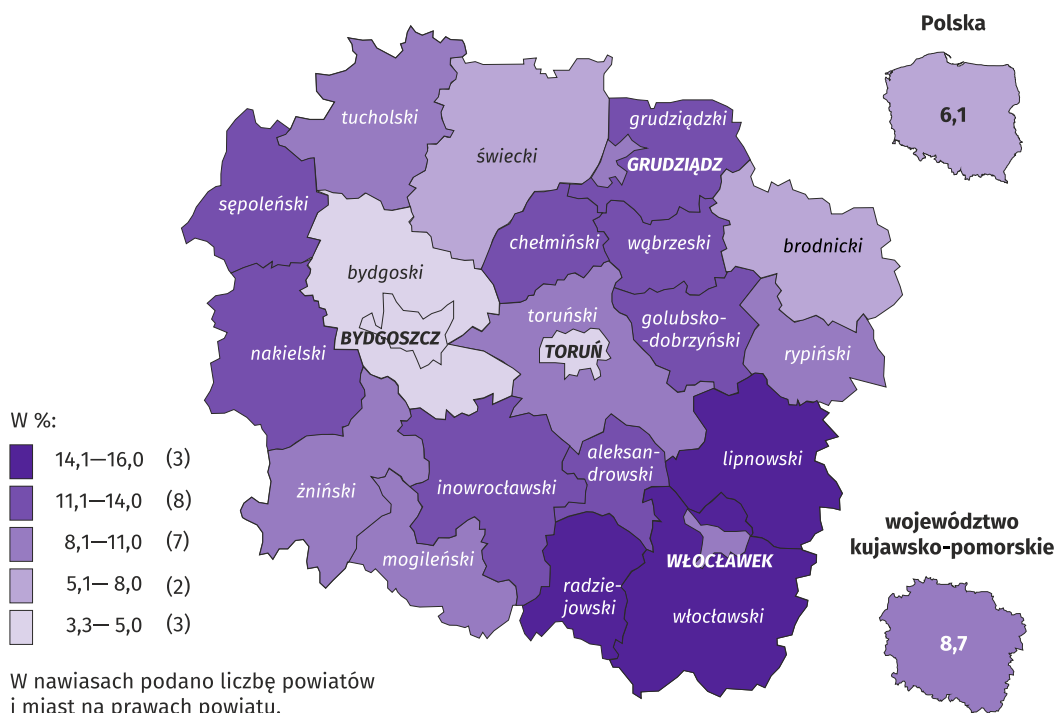 Polska
6,1
tucholski
świecki
grudziądzki
GRUDZIĄDZ
sępoleński
chełmiński
wąbrzeski
brodnicki
bydgoski
BYDGOSZCZ
toruński
TORUŃ
golubsko-
-dobrzyński
rypiński
nakielski
W %:
14,1—16,0 (3)
11,1—14,0 (8)
8,1—11,0 (7)
5,1— 8,0 (2)
3,3— 5,0 (3)
żniński
inowrocławski
aleksan-
drowski
lipnowski
mogileński
radzie-
jowski
WŁOCŁAWEK
włocławski
województwo
kujawsko-pomorskie
8,7
W nawiasach podano liczbę powiatów
i miast na prawach powiatu.